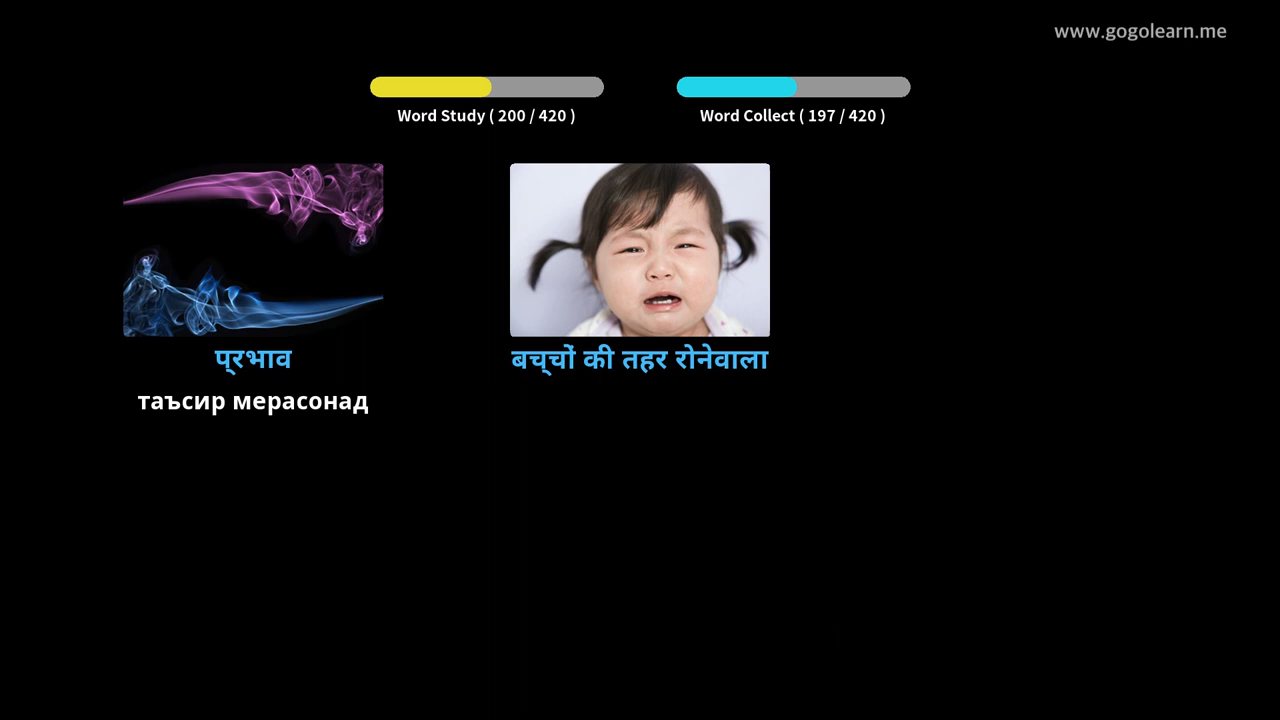 www.gogolearn.me
Word Study ( 200 / 420 )
Word Collect ( 197 / 420 )
प्रभाव
таъсир мерасонад
बच्चों की तहर रोनेवाला